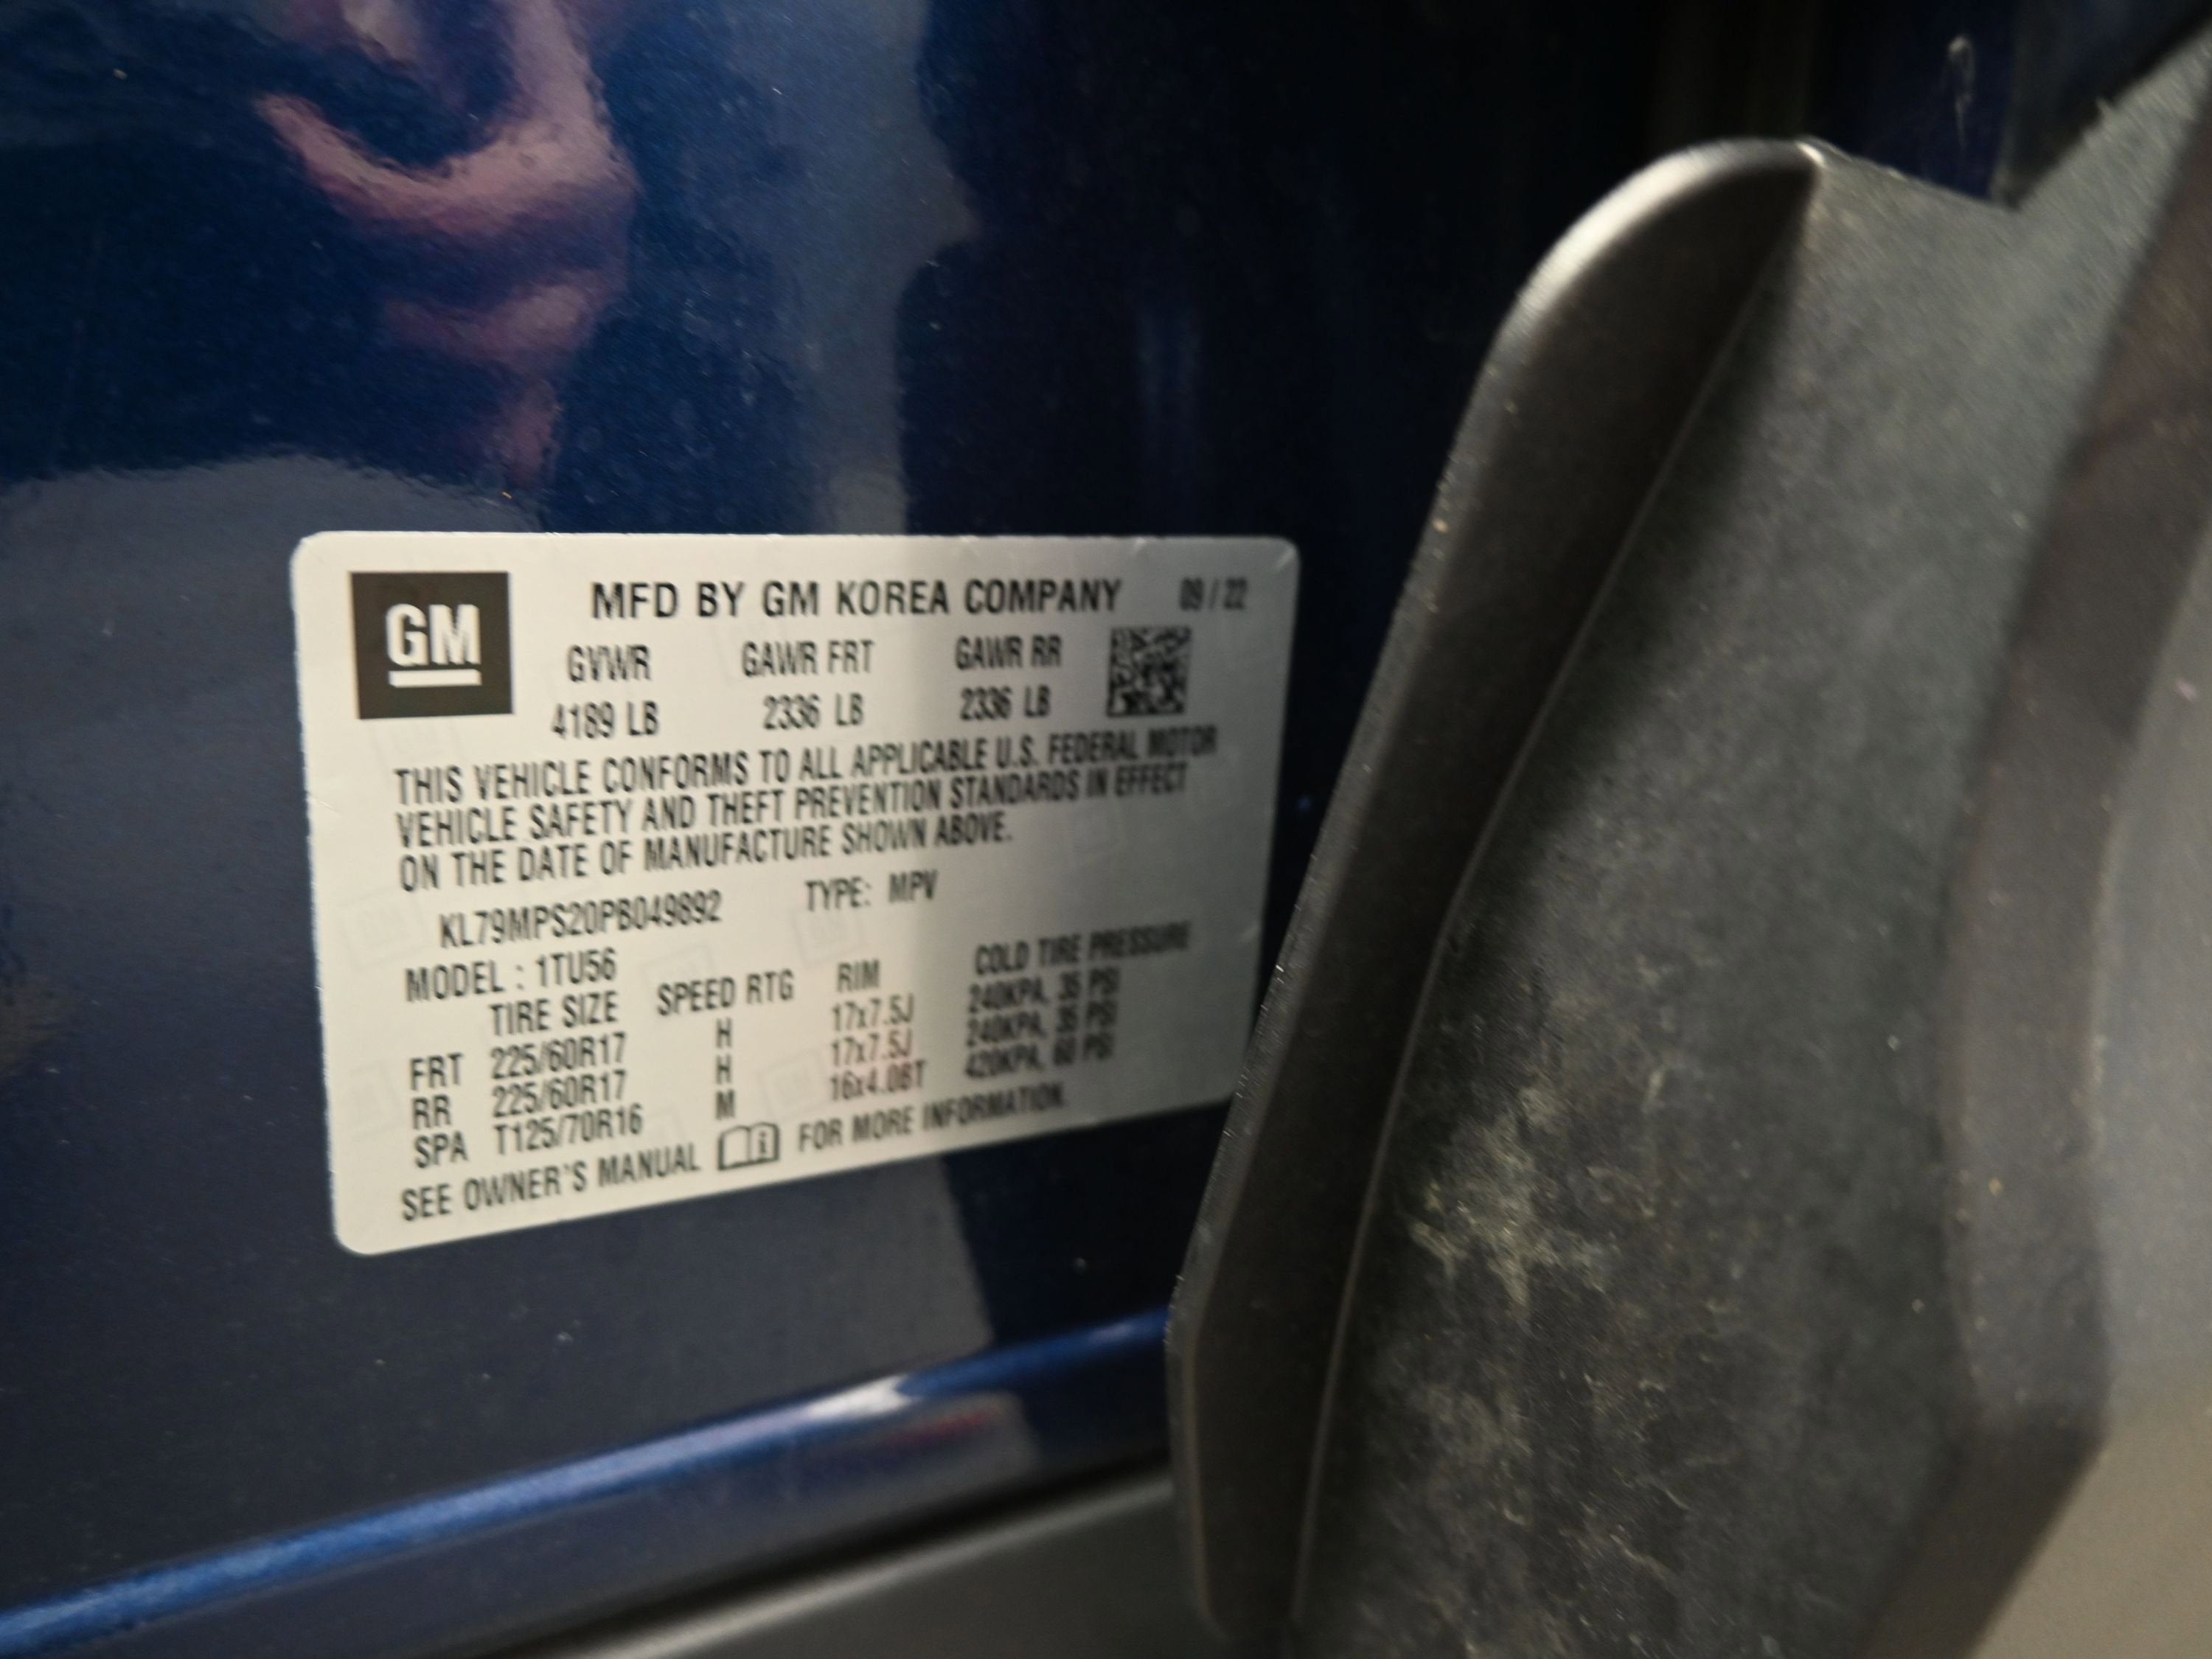 GM
MFD BY GM KOREA COMPANY 09 / 22
GVWR GAWR FRT GAWR RR
4189 LB 2336 LB 2336 LB
THIS VEHICLE CONFORMS TO ALL APPLICABLE U.S. FEDERAL MOTOR
VEHICLE SAFETY AND THEFT PREVENTION STANDARDS IN EFFECT
ON THE DATE OF MANUFACTURE SHOWN ABOVE.
KL79MPS20PB049892 TYPE: MPV
MODEL : 1TU56
TIRE SIZE SPEED RTG RIM COLD TIRE PRESSURE
FRT 225/60R17 H 17x7.5J 240KPA, 35 PSI
RR 225/60R17 H 17x7.5J 240KPA, 35 PSI
SPA T125/70R16 M 16x4.0BT 420KPA, 60 PSI
SEE OWNER'S MANUAL FOR MORE INFORMATION.